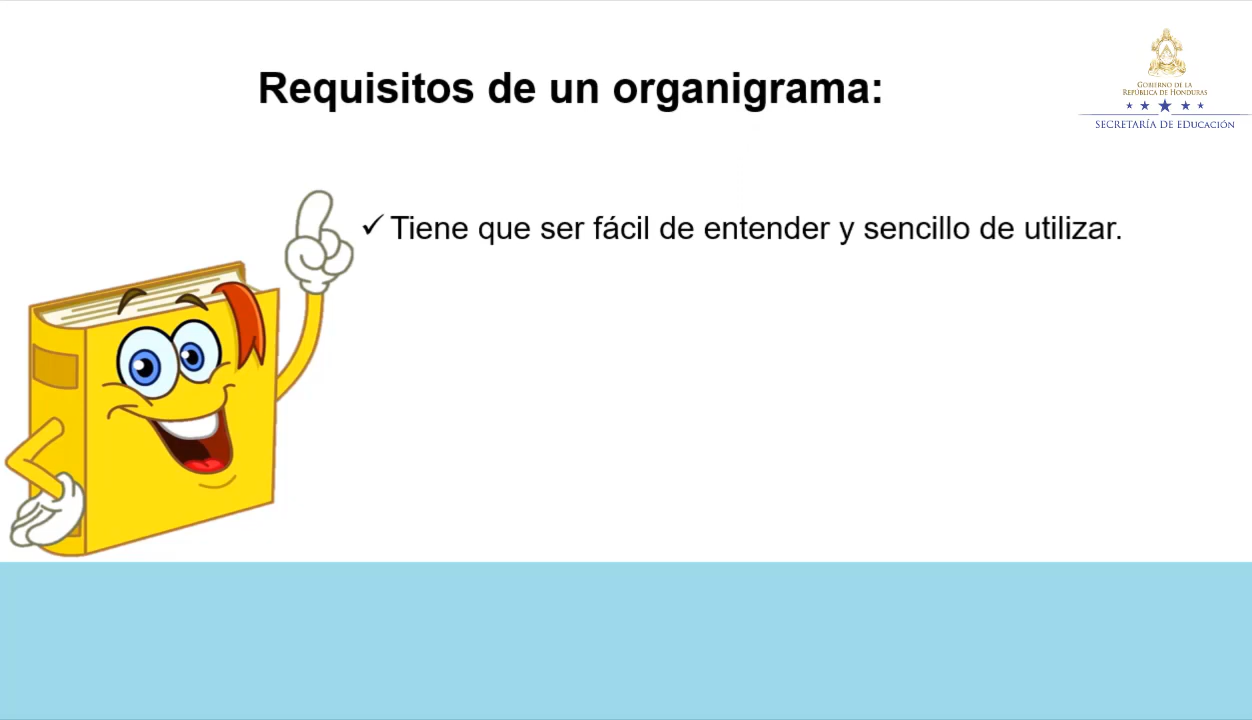 Requisitos de un organigrama:
GOBIERNO DE LA
REPÚBLICA DE HONDURAS
SECRETARÍA DE EDUCACIÓN
✓ Tiene que ser fácil de entender y sencillo de utilizar.